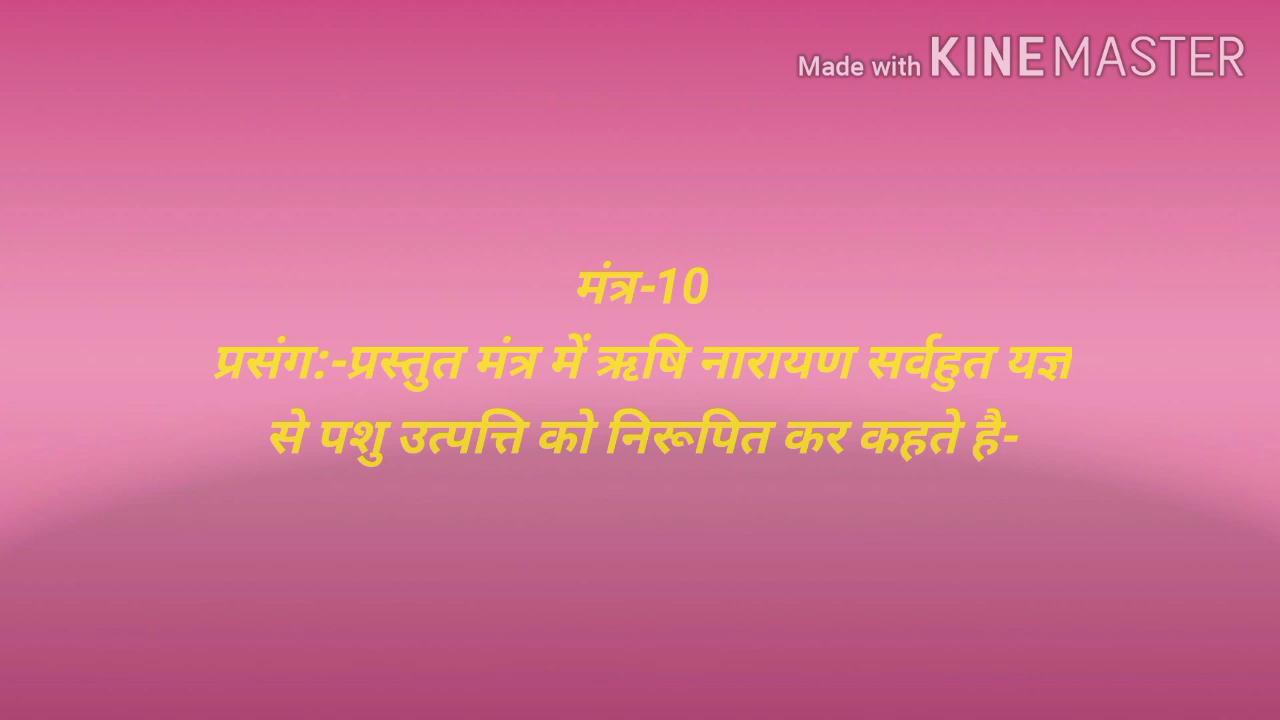 Made with KINEMASTER
मंत्र-10
प्रसंग:-प्रस्तुत मंत्र में ऋषि नारायण सर्वहुत यज्ञ
से पशु उत्पत्ति को निरूपित कर कहते है-